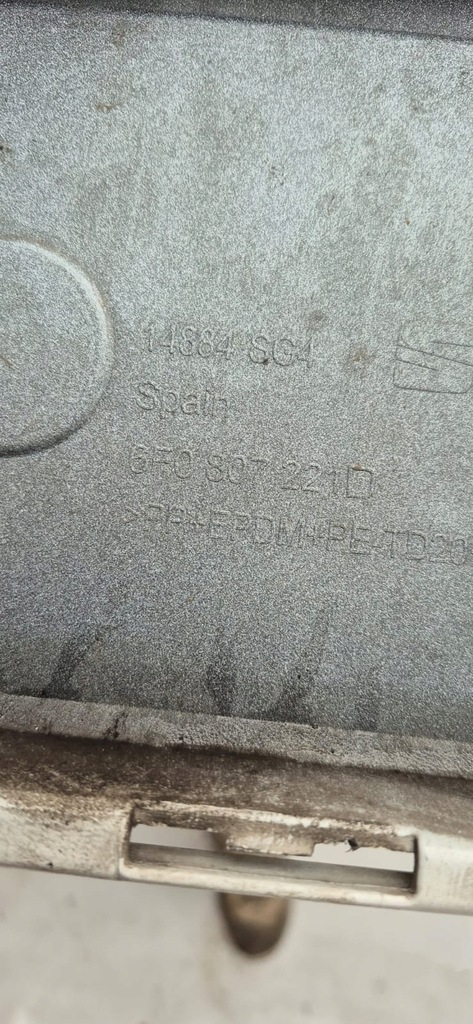 14884 SC4
Spain
6F0 807 221D
>PP+EPDM+PE-TD20